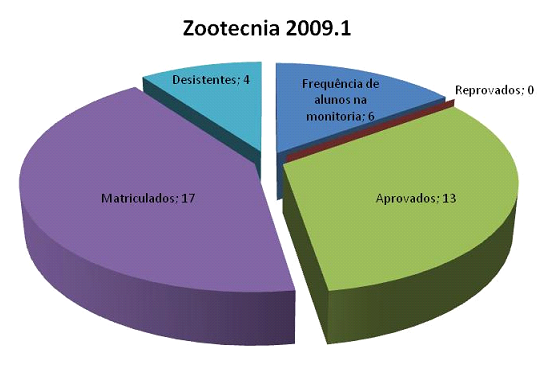 Zootecnia 2009.1
Desistentes; 4
Frequência de
alunos na
monitoria; 6
Reprovados; 0
Matriculados; 17
Aprovados; 13